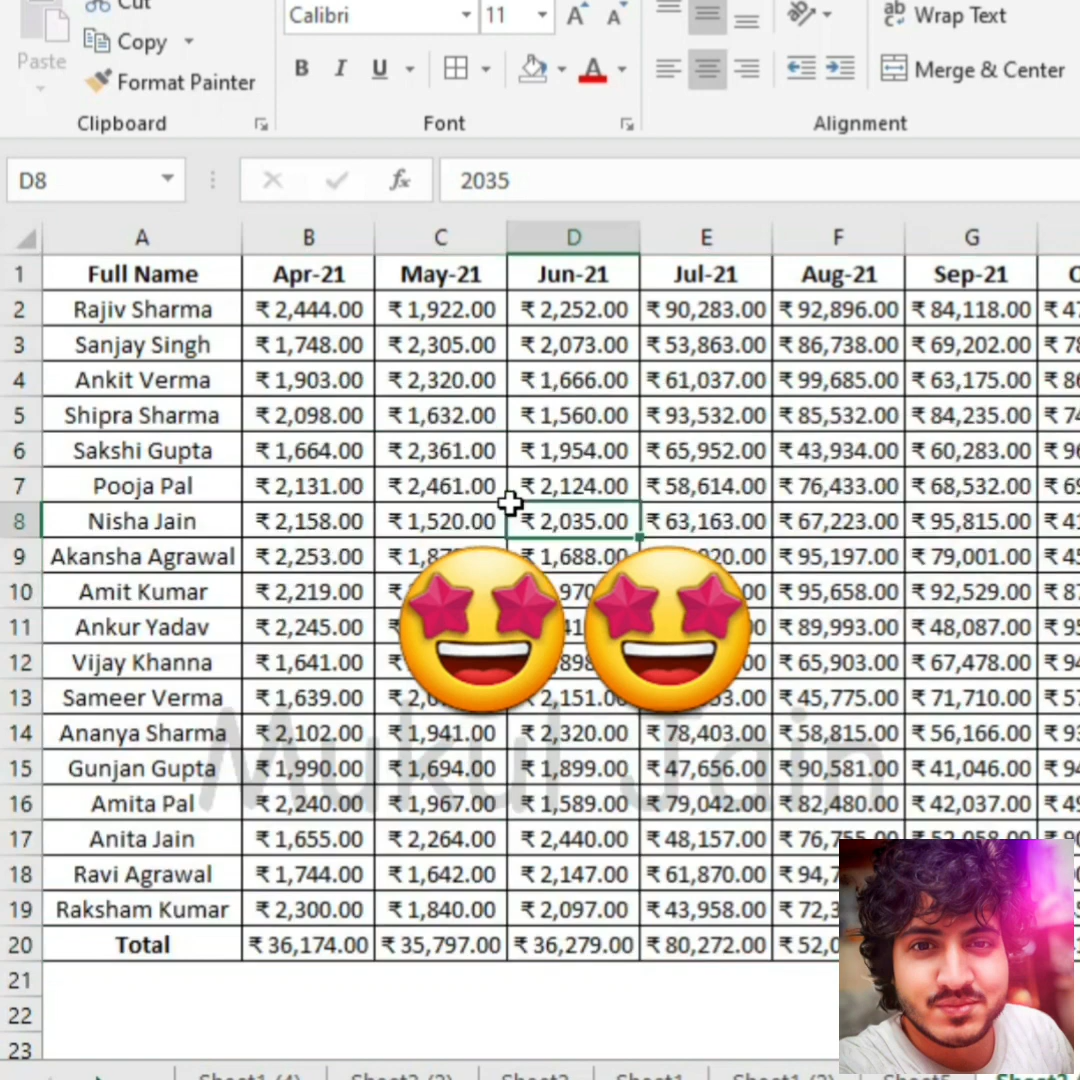 Cut
Calibri 11 ab Wrap Text
Paste Copy
B I U A Merge & Center
Format Painter
Clipboard Font Alignment
D8 fx 2035
A B C D E F G
1 Full Name Apr-21 May-21 Jun-21 Jul-21 Aug-21 Sep-21
2 Rajiv Sharma ₹ 2,444.00 ₹ 1,922.00 ₹ 2,252.00 ₹ 90,283.00 ₹ 92,896.00 ₹ 84,118.00
3 Sanjay Singh ₹ 1,748.00 ₹ 2,305.00 ₹ 2,073.00 ₹ 53,863.00 ₹ 86,738.00 ₹ 69,202.00
4 Ankit Verma ₹ 1,903.00 ₹ 2,320.00 ₹ 1,666.00 ₹ 61,037.00 ₹ 99,685.00 ₹ 63,175.00
5 Shipra Sharma ₹ 2,098.00 ₹ 1,632.00 ₹ 1,560.00 ₹ 93,532.00 ₹ 85,532.00 ₹ 84,235.00
6 Sakshi Gupta ₹ 1,664.00 ₹ 2,361.00 ₹ 1,954.00 ₹ 65,952.00 ₹ 43,934.00 ₹ 60,283.00
7 Pooja Pal ₹ 2,131.00 ₹ 2,461.00 ₹ 2,124.00 ₹ 58,614.00 ₹ 76,433.00 ₹ 68,532.00
8 Nisha Jain ₹ 2,158.00 ₹ 1,520.00 ₹ 2,035.00 ₹ 63,163.00 ₹ 67,223.00 ₹ 95,815.00
9 Akansha Agrawal ₹ 2,253.00 ₹ 1,688.00 ₹ 95,197.00 ₹ 79,001.00
10 Amit Kumar ₹ 2,219.00 ₹ 95,658.00 ₹ 92,529.00
11 Ankur Yadav ₹ 2,245.00 ₹ 89,993.00 ₹ 48,087.00
12 Vijay Khanna ₹ 1,641.00 ₹ 65,903.00 ₹ 67,478.00
13 Sameer Verma ₹ 1,639.00 ₹ 2,151.00 ₹ 45,775.00 ₹ 71,710.00
14 Ananya Sharma ₹ 2,102.00 ₹ 1,941.00 ₹ 2,320.00 ₹ 78,403.00 ₹ 58,815.00 ₹ 56,166.00
Mukul Jain
15 Gunjan Gupta ₹ 1,990.00 ₹ 1,694.00 ₹ 1,899.00 ₹ 47,656.00 ₹ 90,581.00 ₹ 41,046.00
16 Amita Pal ₹ 2,240.00 ₹ 1,967.00 ₹ 1,589.00 ₹ 79,042.00 ₹ 82,480.00 ₹ 42,037.00
17 Anita Jain ₹ 1,655.00 ₹ 2,264.00 ₹ 2,440.00 ₹ 48,157.00
18 Ravi Agrawal ₹ 1,744.00 ₹ 1,642.00 ₹ 2,147.00 ₹ 61,870.00
19 Raksham Kumar ₹ 2,300.00 ₹ 1,840.00 ₹ 2,097.00 ₹ 43,958.00
20 Total ₹ 36,174.00 ₹ 35,797.00 ₹ 36,279.00 ₹ 80,272.00
21
22
23